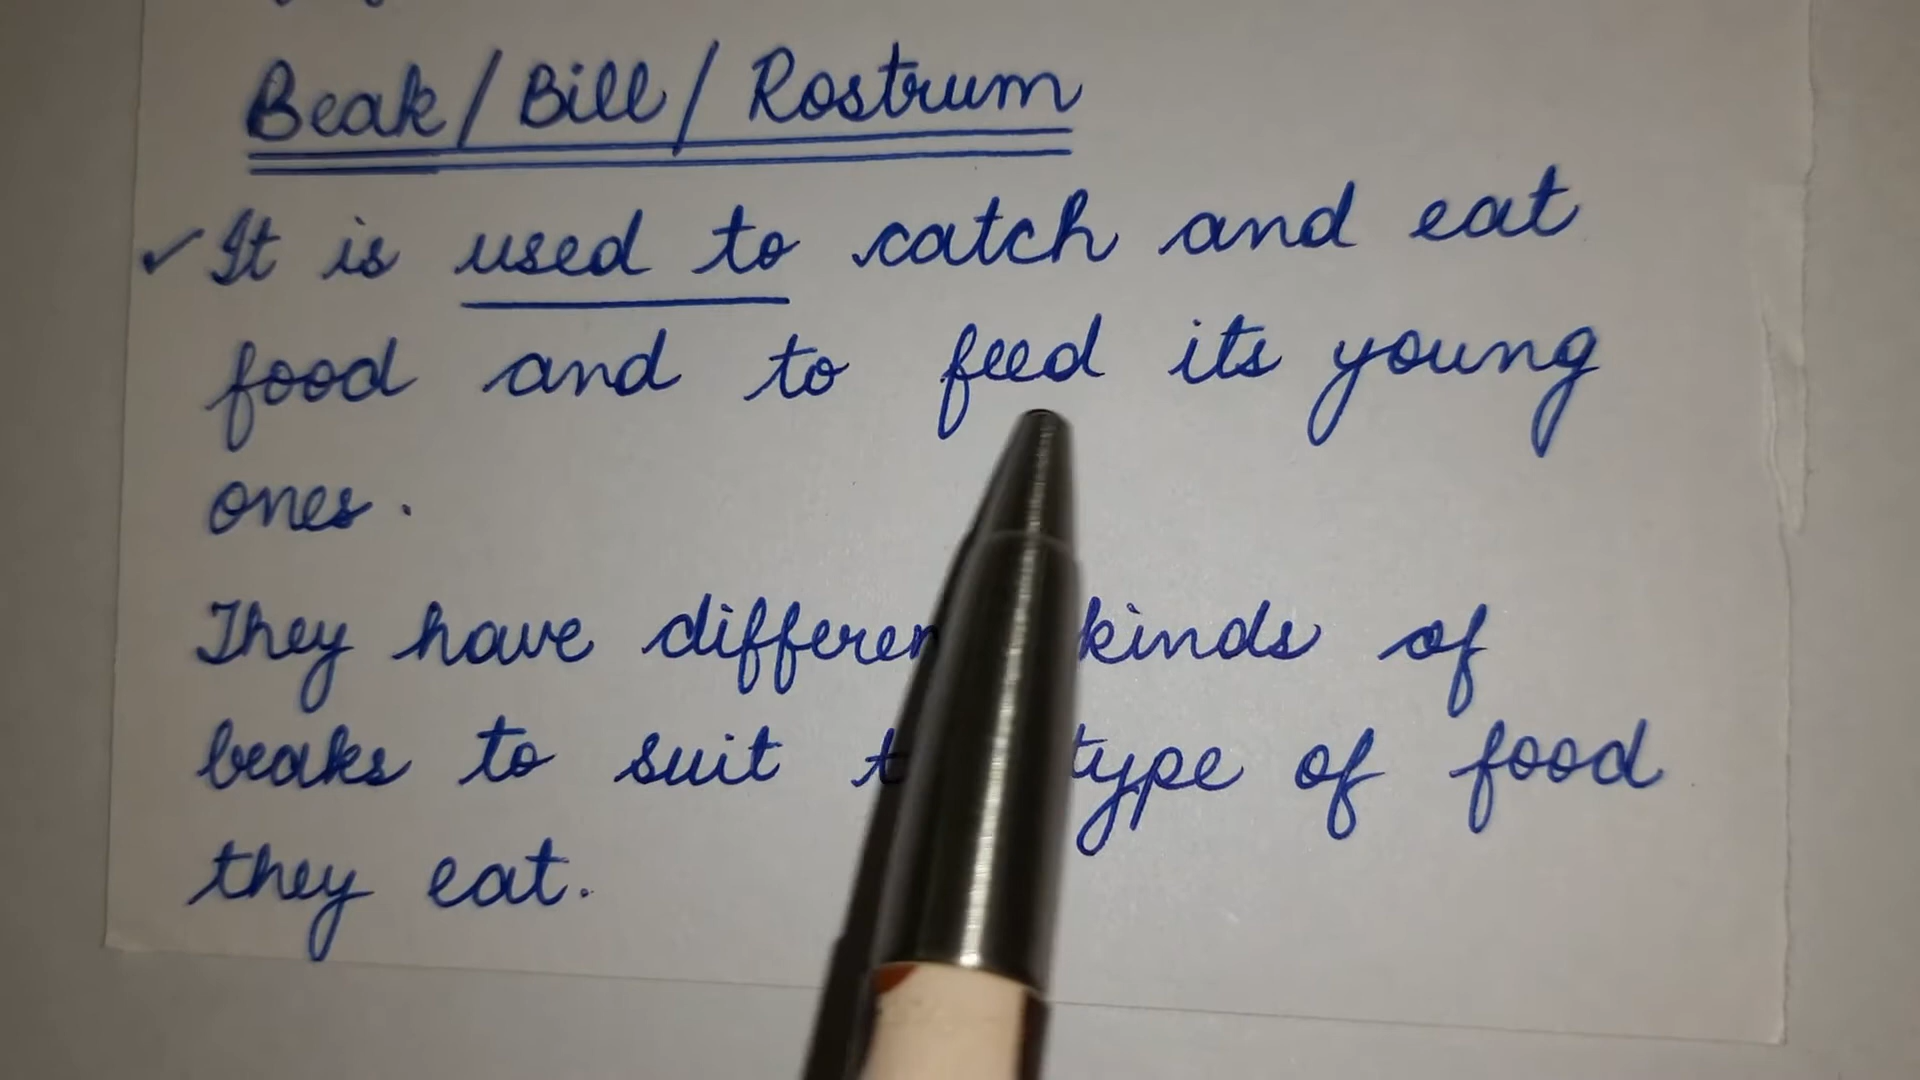 Beak/Bill/Rostrum
✓ It is used to catch and eat
food and to feed its young
ones.
They have differen kinds of
beaks to suit t type of food
they eat.